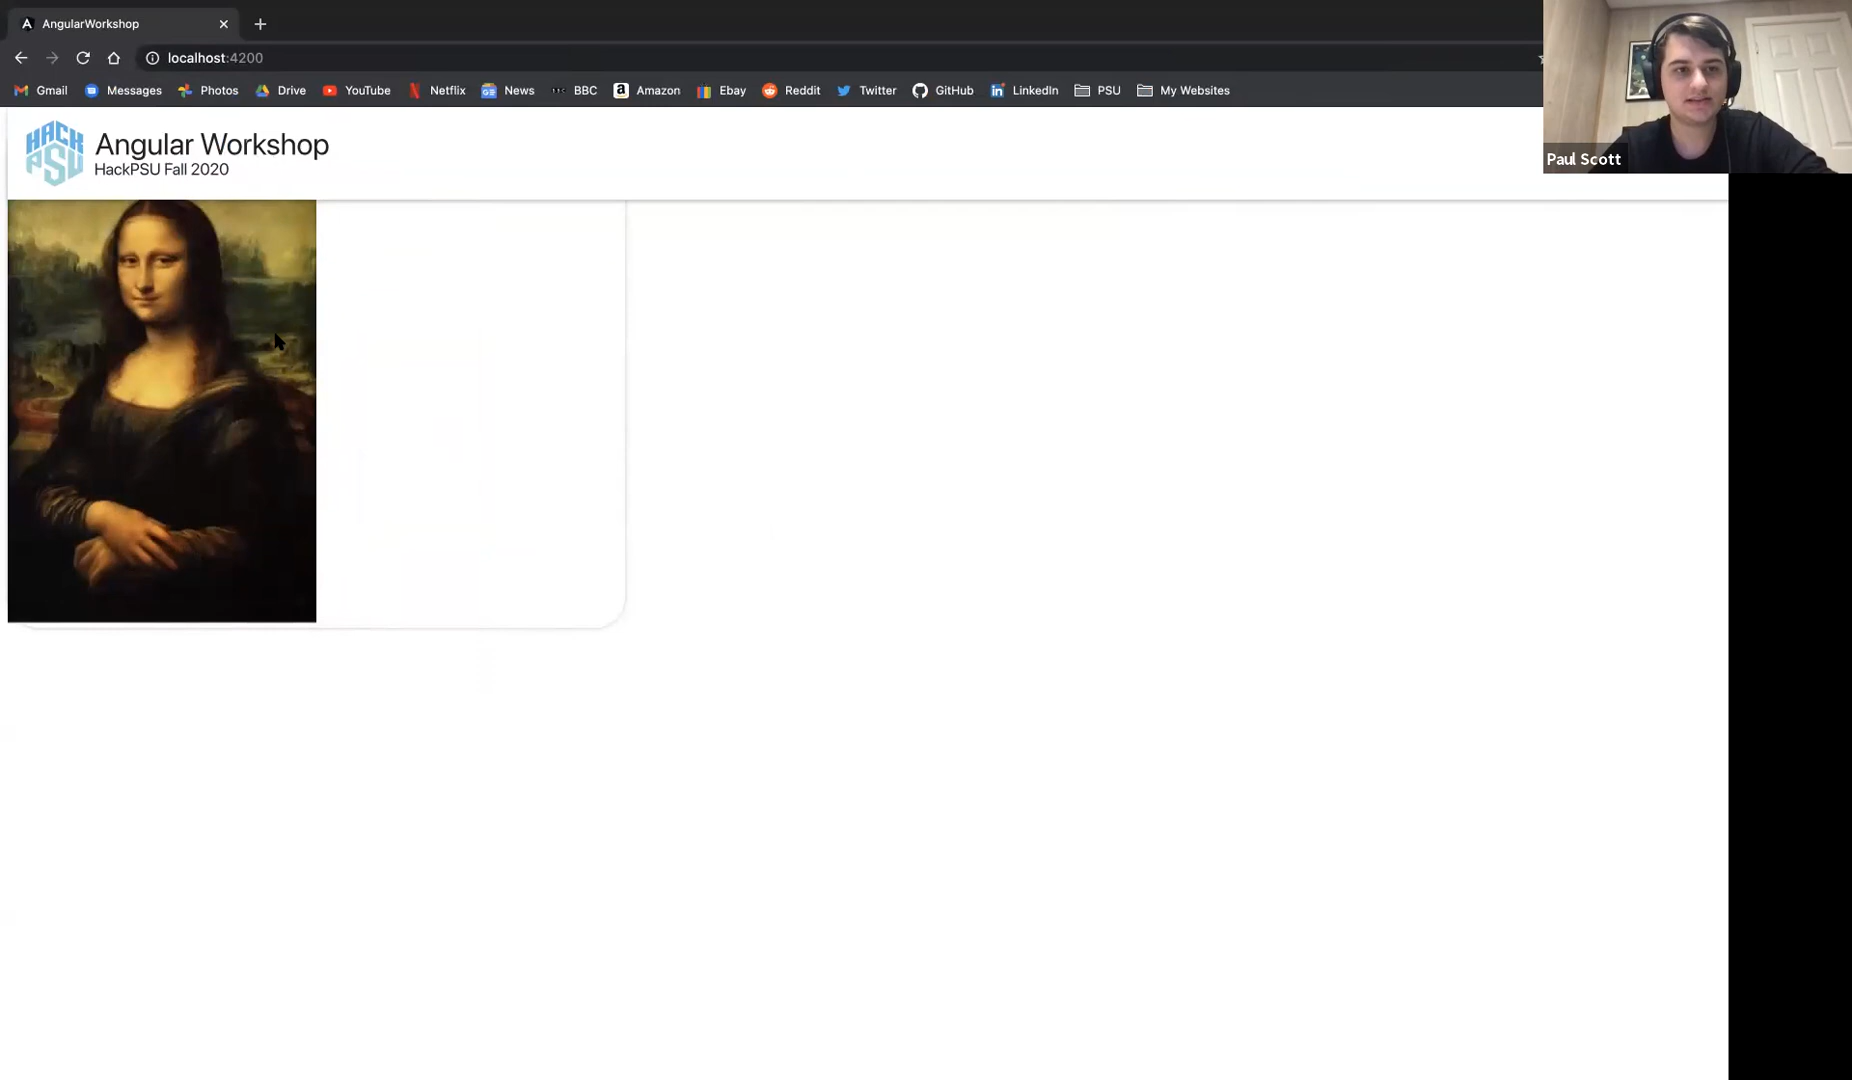 AngularWorkshop
localhost:4200
Gmail Messages Photos Drive YouTube Netflix News BBC Amazon Ebay Reddit Twitter GitHub LinkedIn PSU My Websites
Paul Scott
HACK
PSU
Angular Workshop
HackPSU Fall 2020